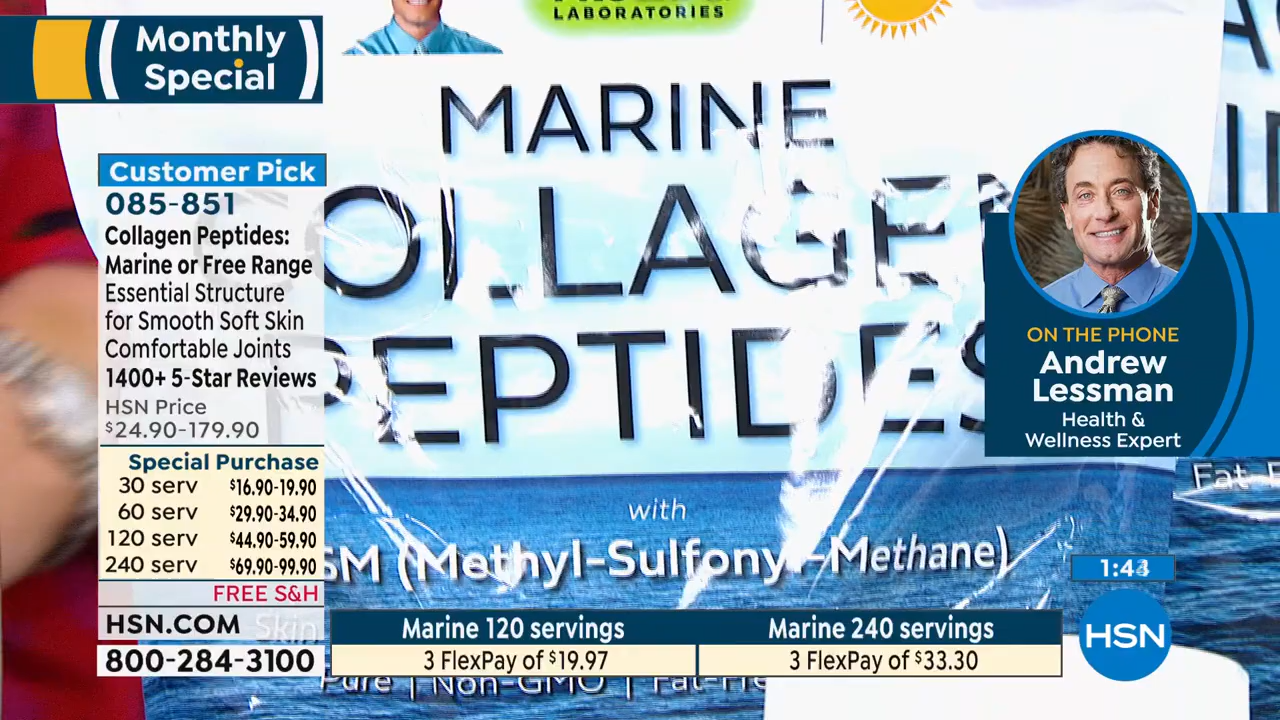 Monthly
Special
Customer Pick
085-851
Collagen Peptides:
Marine or Free Range
Essential Structure
for Smooth Soft Skin
Comfortable Joints
1400+ 5-Star Reviews
HSN Price
$24.90-179.90
Special Purchase
30 serv $16.90-19.90
60 serv $29.90-34.90
120 serv $44.90-59.90
240 serv $69.90-99.90
FREE S&H
HSN.COM
800-284-3100
LABORATORIES
MARINE
OLLAGEN
PEPTIDES
with
SM (Methyl-Sulfonyl-Methane)
Skin
Pure | Non-GMO | Fat-Fre
Fat-F
ON THE PHONE
Andrew
Lessman
Health &
Wellness Expert
Marine 120 servings
3 FlexPay of $19.97
Marine 240 servings
3 FlexPay of $33.30
HSN